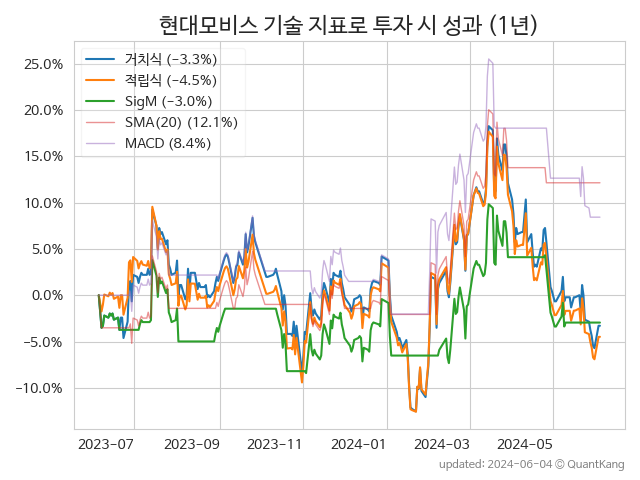 현대모비스 기술 지표로 투자 시 성과 (1년)
거치식 (−3.3%)
적립식 (−4.5%)
SigM (−3.0%)
SMA(20) (12.1%)
MACD (8.4%)
25.0%
20.0%
15.0%
10.0%
5.0%
0.0%
−5.0%
−10.0%
2023-07 2023-09 2023-11 2024-01 2024-03 2024-05
updated: 2024-06-04 © QuantKang